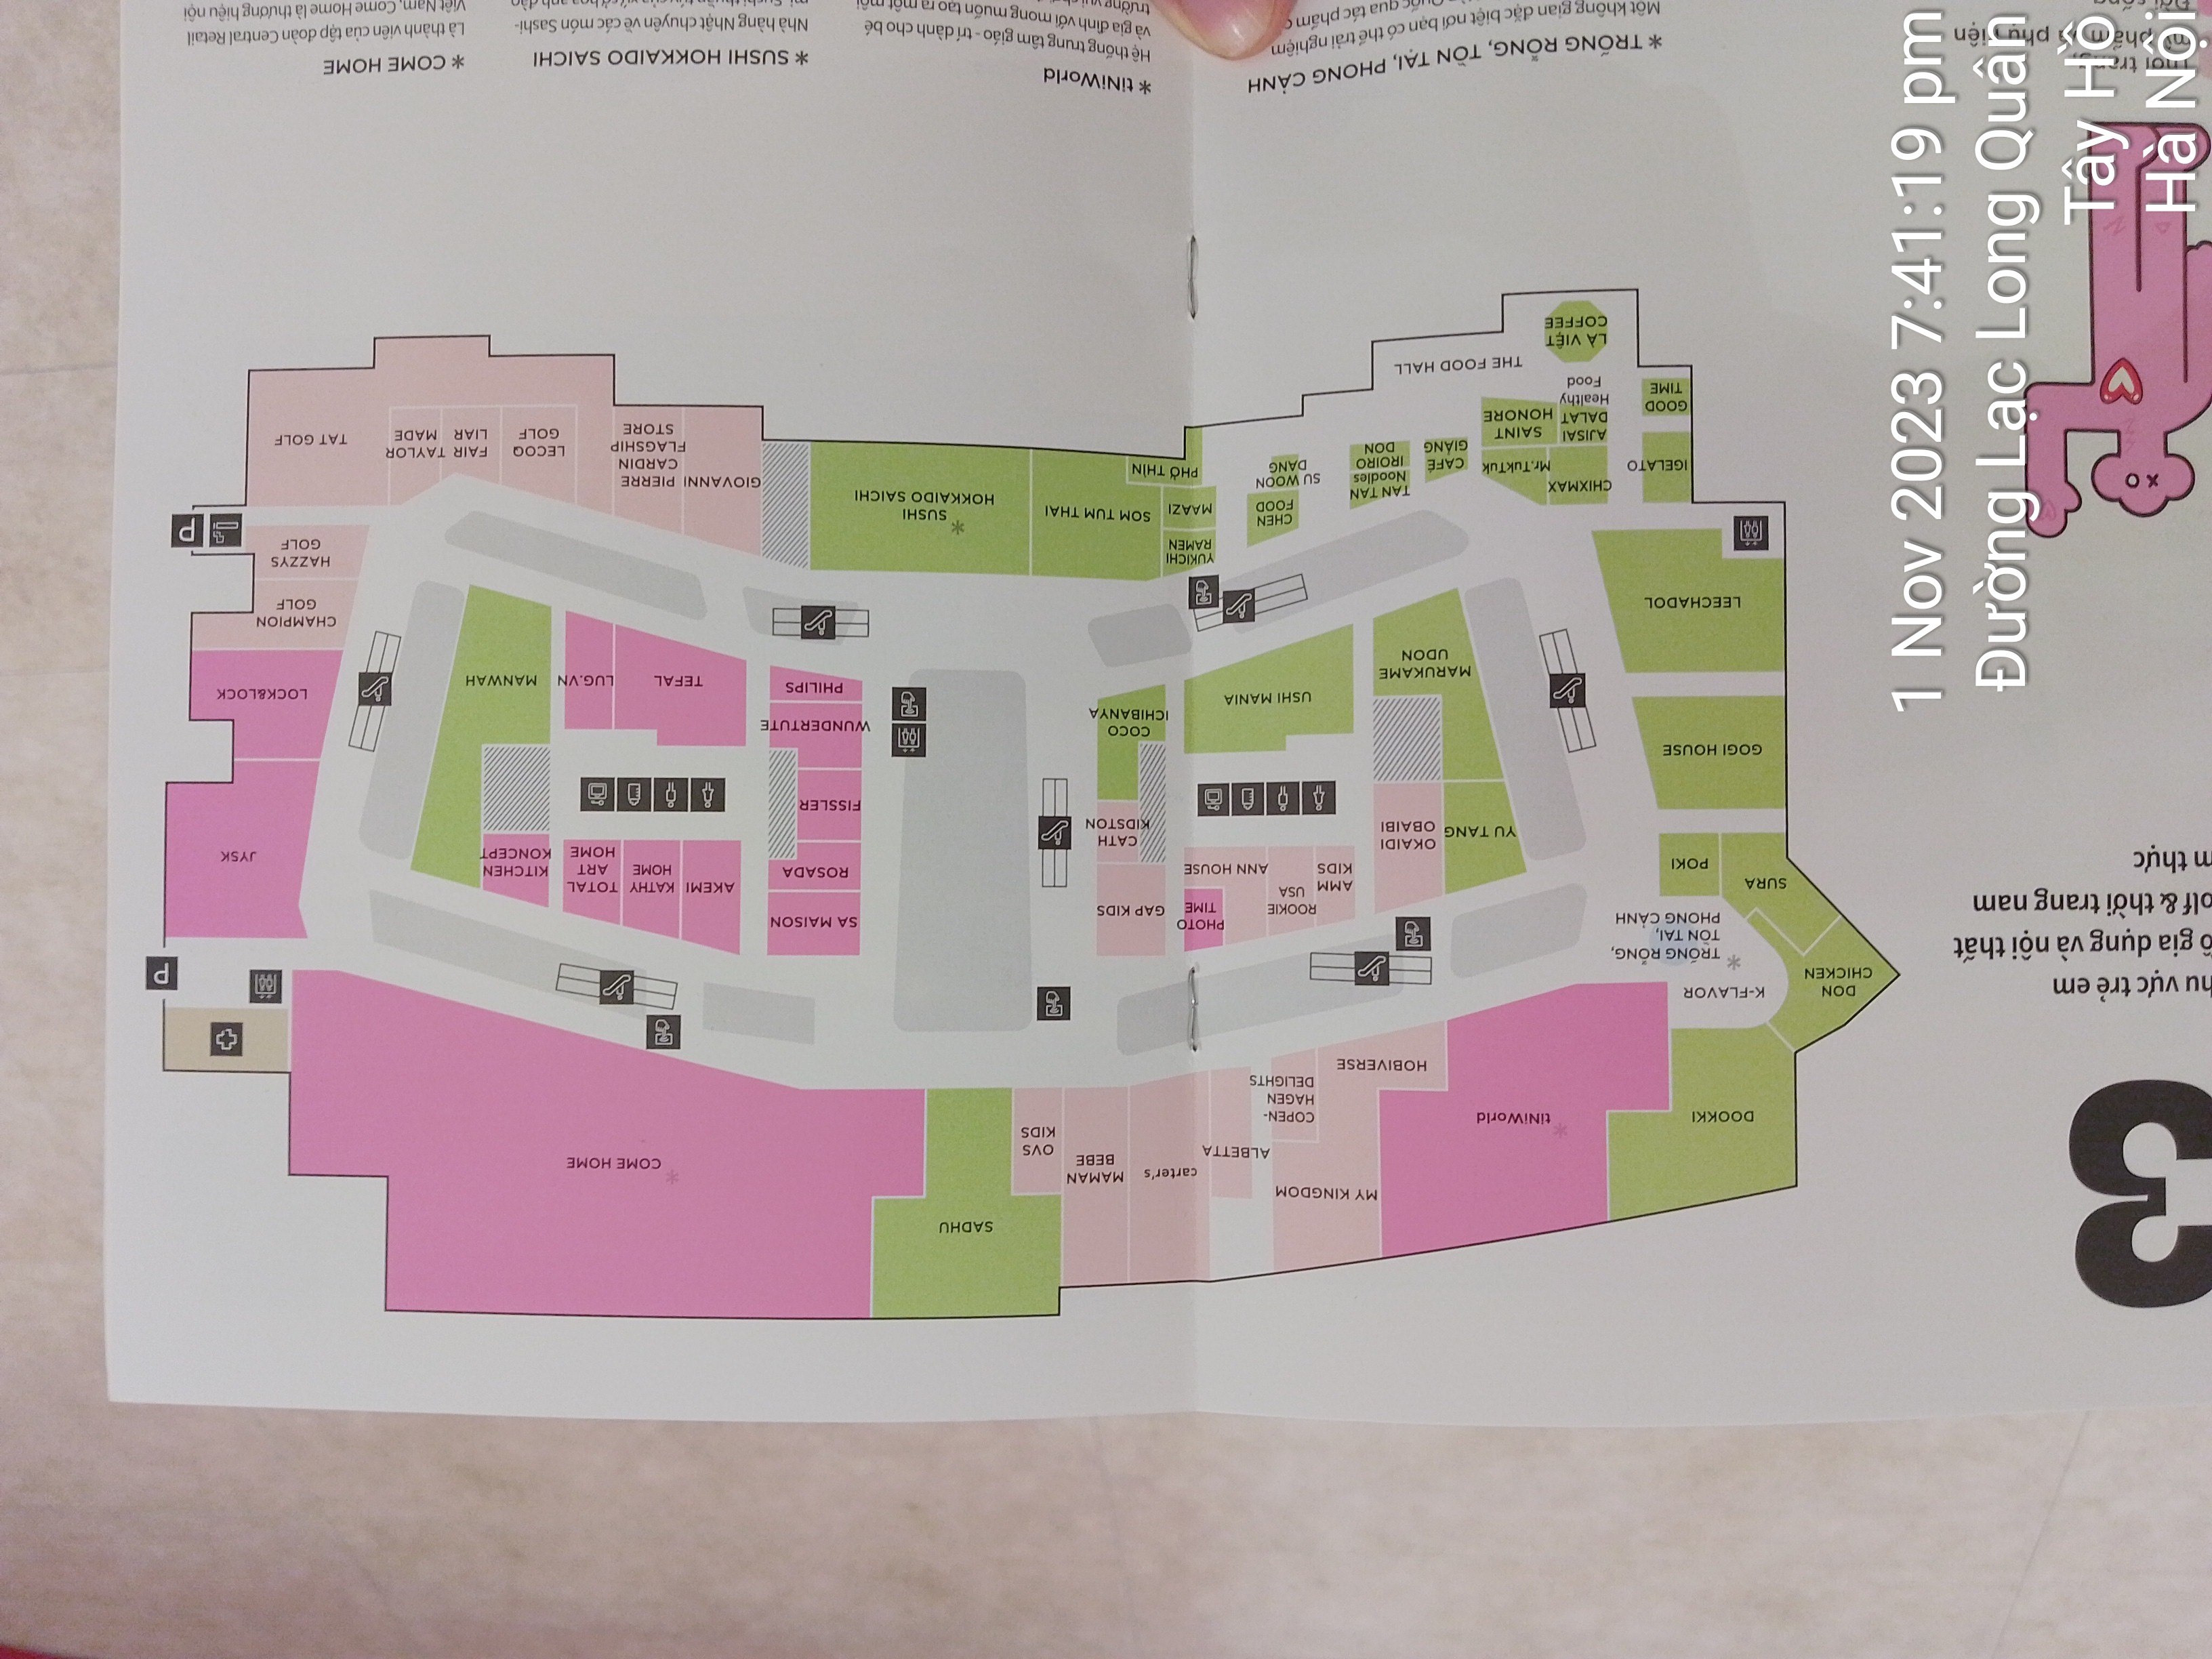 3
hu vực trẻ em
ồ gia dụng và nội thất
olf & thời trang nam
m thực
DOOKKI
K-FLAVOR
* TRỐNG RỖNG,
TỒN TẠI,
PHONG CẢNH
DON
CHICKEN
SURA
POKI
GOGI HOUSE
LEECHADOL
* tiNiWorld
HOBIVERSE
MY KINGDOM
COPEN-
HAGEN
DELIGHTS
ALBETTA
carter's
MAMAN
BEBE
OVS
KIDS
SADHU
* COME HOME
YU TANG
MARUKAME
UDON
OKAIDI
OBAIBI
AMM
KIDS
ROOKIE
USA
ANN HOUSE
PHOTO
TIME
GAP KIDS
CATH
KIDSTON
COCO
ICHIBANYA
USHI MANIA
SA MAISON
ROSADA
FISSLER
WUNDERTUTE
PHILIPS
AKEMI
KATHY
HOME
TOTAL
ART
HOME
KITCHEN
KONCEPT
TEFAL
LUG.VN
MANWAH
P
JYSK
LOCK&LOCK
CHAMPION
GOLF
HAZZYS
GOLF
P
TAT GOLF
TAYLOR
MADE
FAIR
LIAR
LECOQ
GOLF
PIERRE
CARDIN
FLAGSHIP
STORE
GIOVANNI
* SUSHI
HOKKAIDO SAICHI
SOM TUM THAI
YUKICHI
RAMEN
MAAZI
PHỞ THÌN
CHEN
FOOD
SU WOON
DANG
TAN TAN
Noodles
IROIRO
DON
CAFÉ
GIẢNG
Mr.TukTuk
SAINT
HONORE
CHIXMAX
AJISAI
DALAT
Healthy
Food
IGELATO
GOOD
TIME
LÀ VIỆT
COFFEE
THE FOOD HALL
* TRỐNG RỖNG, TỒN TẠI, PHONG CẢNH
Một không gian đặc biệt nơi bạn có thể trải nghiệm
* tiNiWorld
Hệ thống trung tâm giáo - trí dành cho bé
và gia đình với mong muốn tạo ra một môi
* SUSHI HOKKAIDO SAICHI
Nhà hàng Nhật chuyên về các món Sashi-
* COME HOME
Là thành viên của tập đoàn Central Retail
Việt Nam, Come Home là thương hiệu nội
1 Nov 2023 7:41:19 pm
Đường Lạc Long Quân
Tây Hồ
Hà Nội